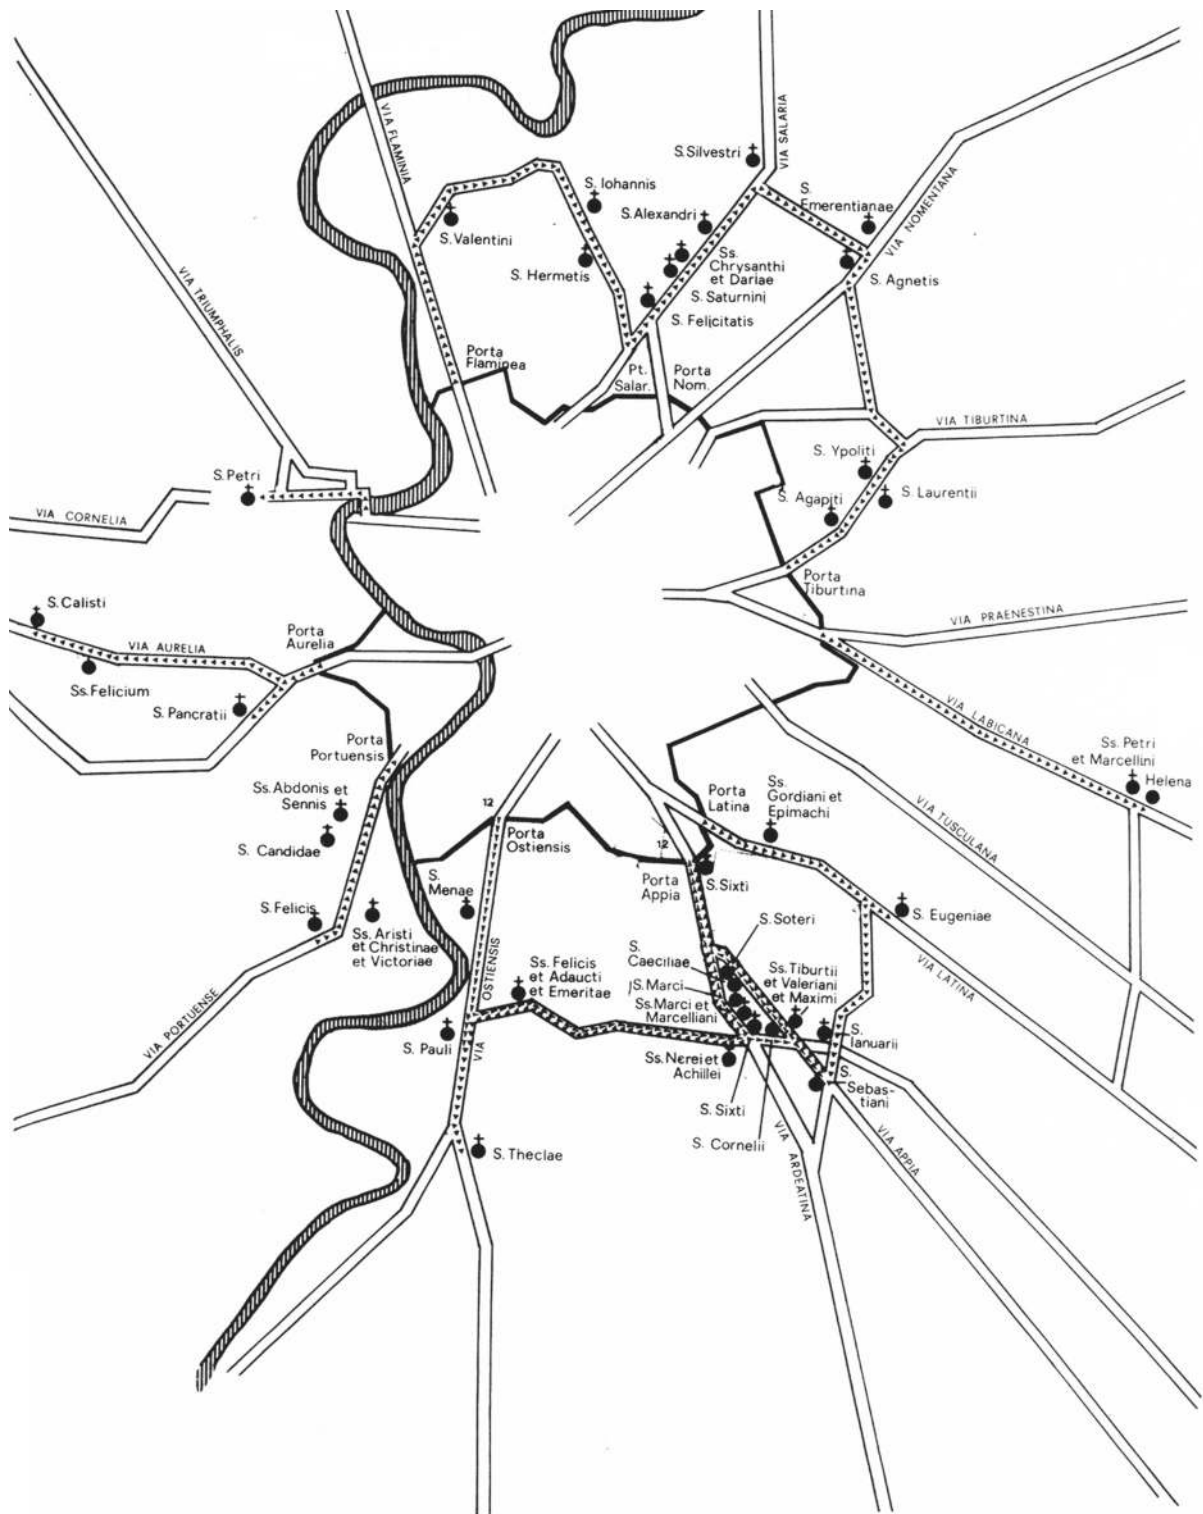 VIA FLAMINIA
VIA SALARIA
S. Silvestri
S. Iohannis
S.
Emerentianae
VIA NOMENTANA
S. Alexandri
S. Valentini
S. Hermetis
Ss.
Chrysanthi
et Dariae
S. Agnetis
S. Saturnini
S. Felicitatis
VIA TRIUMPHALIS
Porta
Flaminea
Pt.
Salar.
Porta
Nom.
VIA TIBURTINA
S. Ypoliti
S. Petri
S. Agapiti
S. Laurentii
VIA CORNELIA
Porta
Tiburtina
S. Calisti
VIA PRAENESTINA
Porta
Aurelia
VIA AURELIA
Ss. Felicium
S. Pancratii
VIA LABICANA
Porta
Portuensis
Ss. Petri
et Marcellini
Helena
Ss. Abdonis et
Sennis
12
Porta
Latina
Ss.
Gordiani et
Epimachi
VIA TUSCULANA
Porta
Ostiensis
S. Candidae
12
Porta
Appia
S. Sixti
S.
Menae
S. Felicis
S. Eugeniae
Ss. Aristi
et Christinae
et Victoriae
S. Soteri
S.
Caeciliae
Ss. Felicis
et Adaucti
et Emeritae
Ss. Tiburtii
et Valeriani
et Maximi
VIA LATINA
S. Marci
Ss. Marci et
Marcelliani
VIA OSTIENSIS
VIA PORTUENSE
S. Pauli
S.
Ianuarii
Ss. Nerei et
Achillei
S.
Sebas-
tiani
S. Sixti
S. Cornelii
VIA ARDEATINA
VIA APPIA
S. Theclae